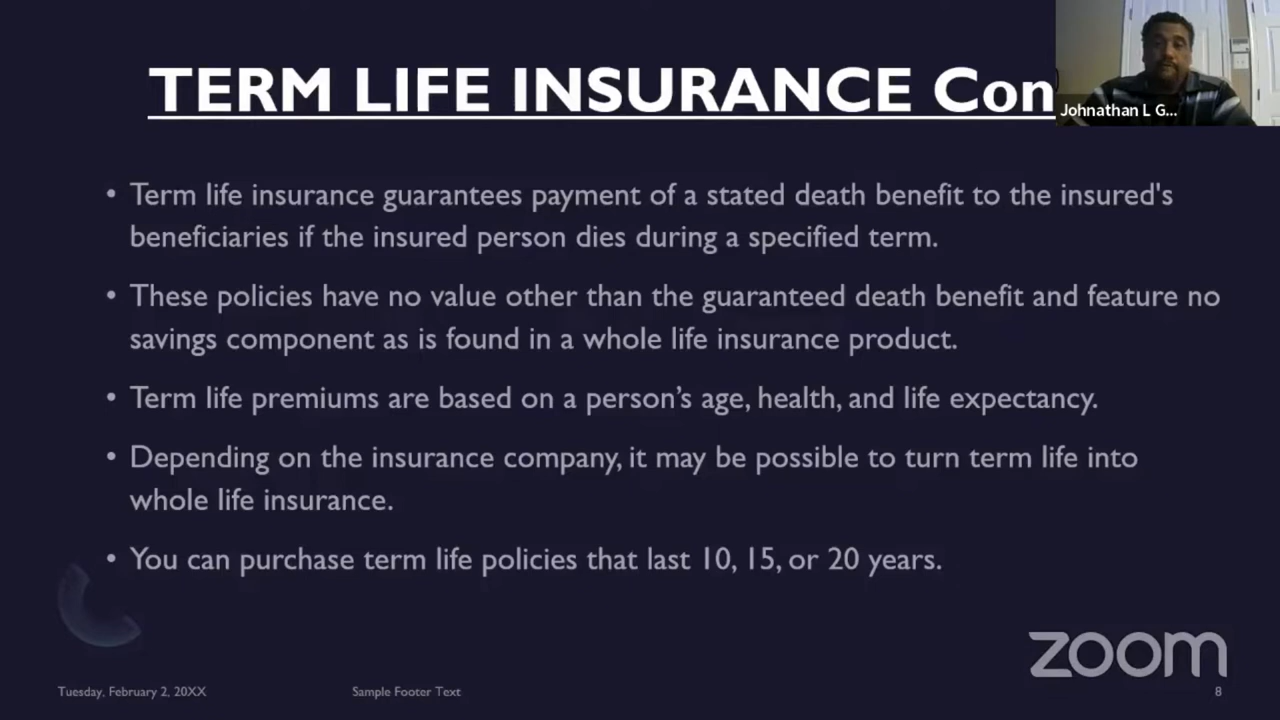 TERM LIFE INSURANCE Con
Johnathan L G...
• Term life insurance guarantees payment of a stated death benefit to the insured's
beneficiaries if the insured person dies during a specified term.
• These policies have no value other than the guaranteed death benefit and feature no
savings component as is found in a whole life insurance product.
• Term life premiums are based on a person’s age, health, and life expectancy.
• Depending on the insurance company, it may be possible to turn term life into
whole life insurance.
• You can purchase term life policies that last 10, 15, or 20 years.
zoom
Tuesday, February 2, 20XX
Sample Footer Text
8